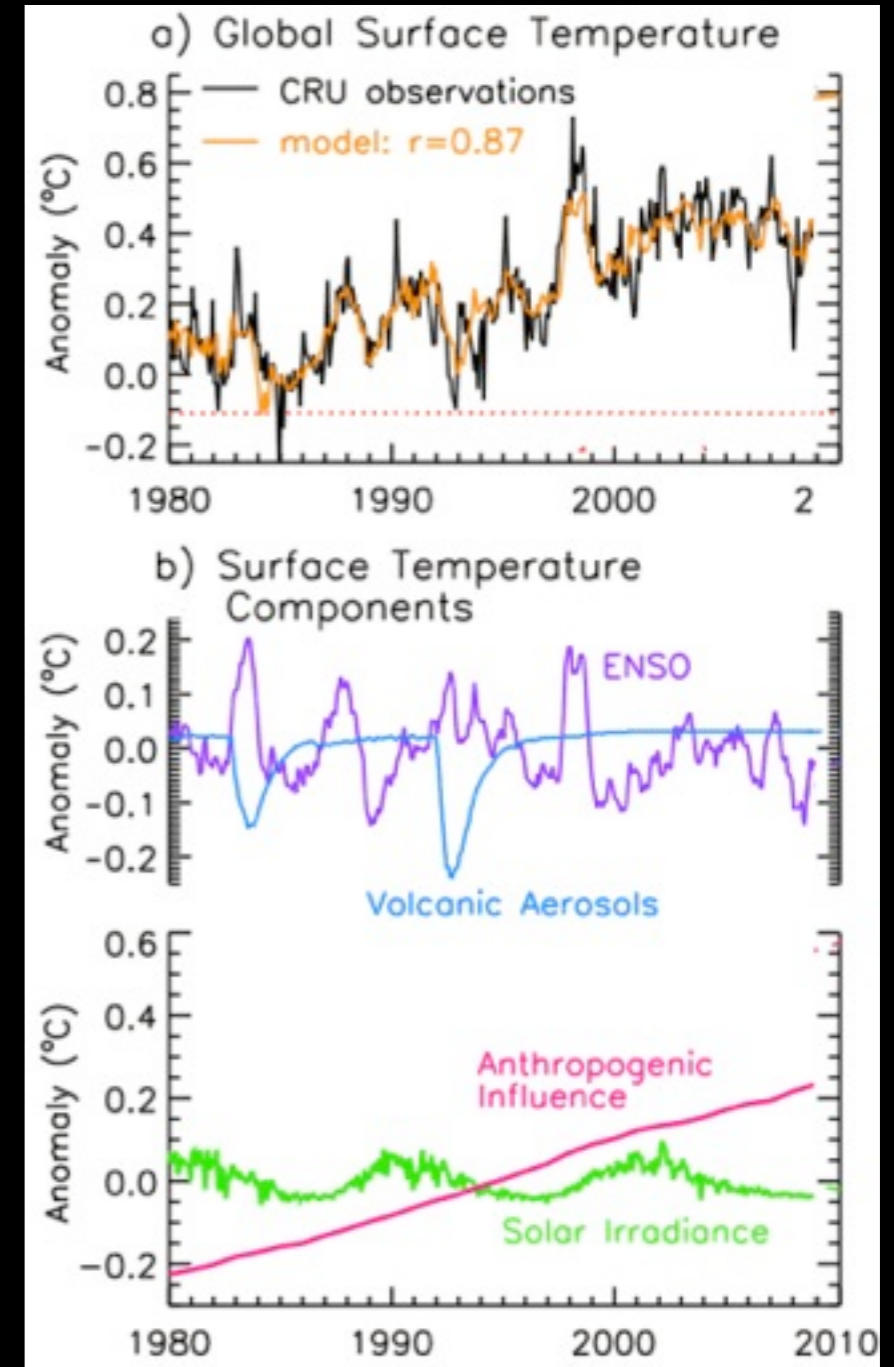 a) Global Surface Temperature
0.8
CRU observations
model: r=0.87
0.6
0.4
0.2
0.0
−0.2
Anomaly (°C)
1980 1990 2000 2
b) Surface Temperature
Components
0.2
ENSO
0.1
0.0
−0.1
−0.2
Anomaly (°C)
Volcanic Aerosols
0.6
0.4
Anthropogenic
Influence
0.2
0.0
Solar Irradiance
−0.2
Anomaly (°C)
1980 1990 2000 2010